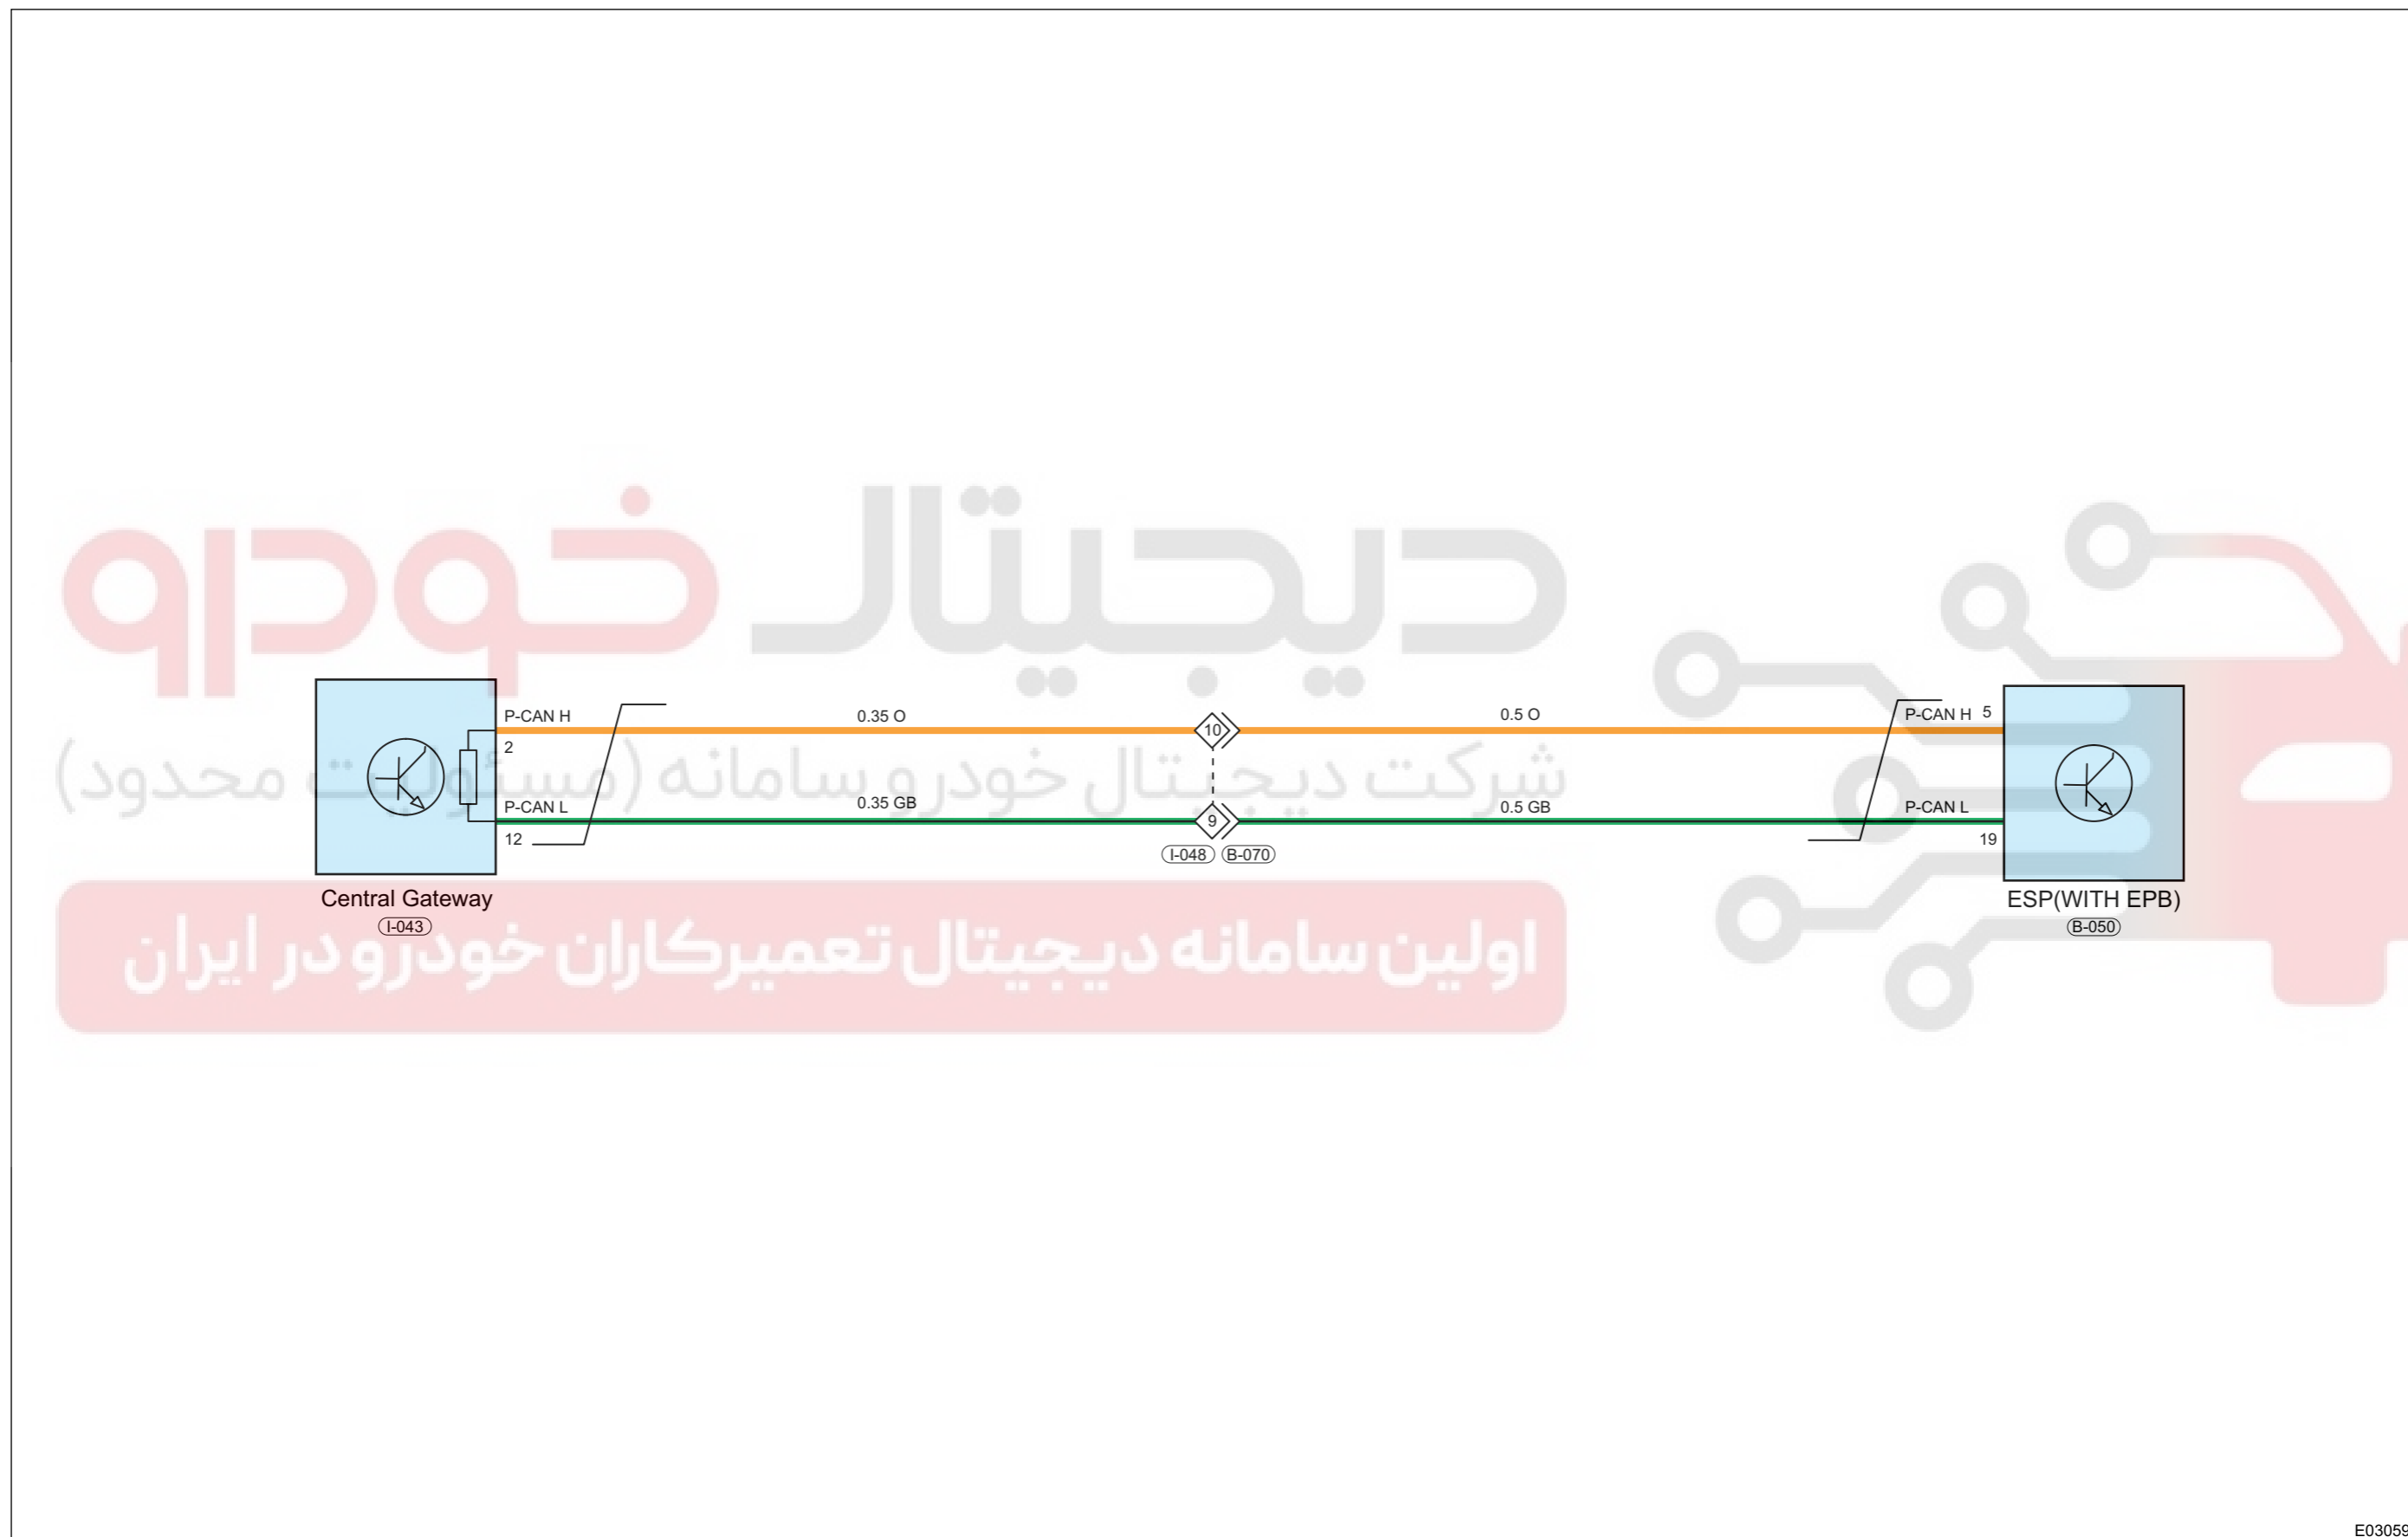 دیجیتال خودرو
P-CAN H
0.35 O
10
0.5 O
P-CAN H 5
2
شرکت دیجیتال خودرو سامانه (مسئولیت محدود)
P-CAN L
0.35 GB
9
0.5 GB
P-CAN L
12
19
I-048 B-070
Central Gateway
I-043
ESP(WITH EPB)
B-050
اولین سامانه دیجیتال تعمیرکاران خودرو در ایران
E03059